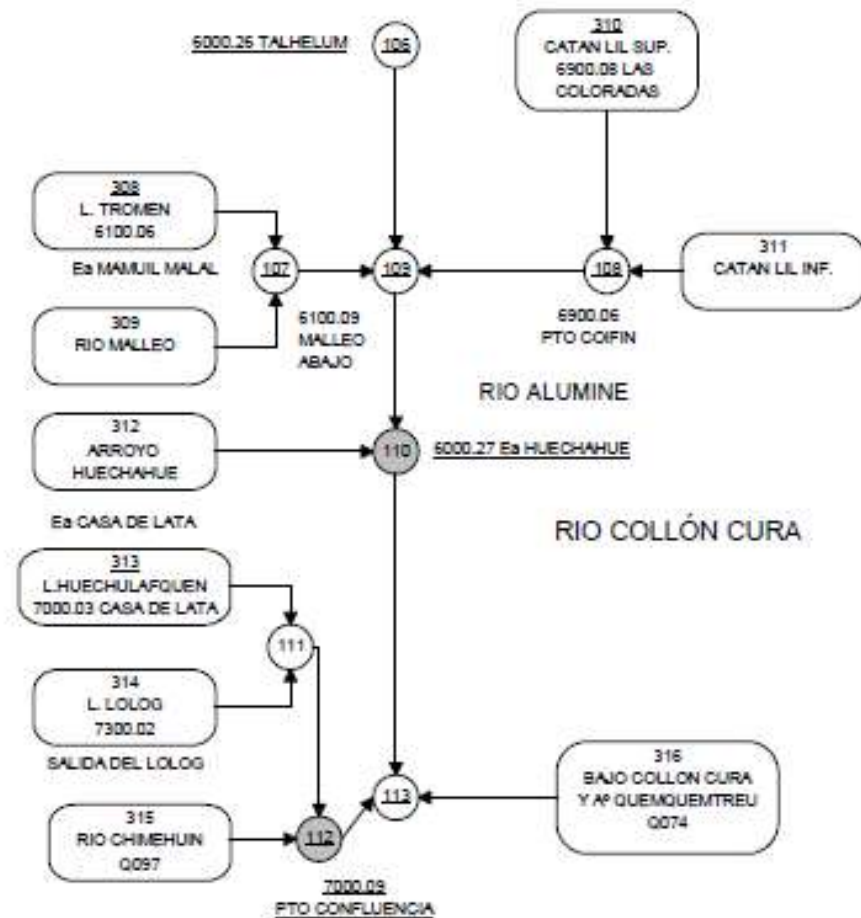 6000.26 TALHELUM
106
310
CATAN LIL SUP.
6900.08 LAS
COLORADAS
308
L. TROMEN
6100.06
Ea MAMUIL MALAL
107
109
108
311
CATAN LIL INF.
309
RIO MALLEO
6100.09
MALLEO
ABAJO
6900.06
PTO COIFIN
RIO ALUMINE
312
ARROYO
HUECHAHUE
110
6000.27 Ea HUECHAHUE
Ea CASA DE LATA
RIO COLLÓN CURA
313
L.HUECHULAFQUEN
7000.03 CASA DE LATA
111
314
L. LOLOG
7300.02
SALIDA DEL LOLOG
113
316
BAJO COLLON CURA
Y Aº QUEMQUEMTREU
Q074
315
RIO CHIMEHUIN
Q097
112
7000.09
PTO CONFLUENCIA